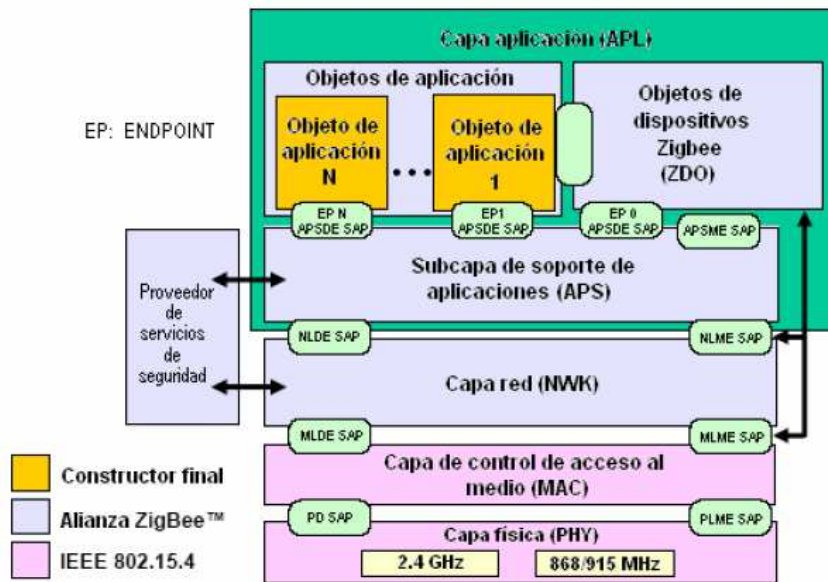 Capa aplicación (APL)
Objetos de aplicación
Objeto de
aplicación
N
...
Objeto de
aplicación
1
Objetos de
dispositivos
Zigbee
(ZDO)
EP: ENDPOINT
EP N
APSDE SAP
EP1
APSDE SAP
EP 0
APSDE SAP
APSME SAP
Subcapa de soporte de
aplicaciones (APS)
Proveedor
de
servicios
de
seguridad
NLDE SAP
NLME SAP
Capa red (NWK)
MLDE SAP
MLME SAP
Capa de control de acceso al
medio (MAC)
PD SAP
PLME SAP
Capa física (PHY)
2.4 GHz
868/915 MHz
Constructor final
Alianza ZigBee™
IEEE 802.15.4